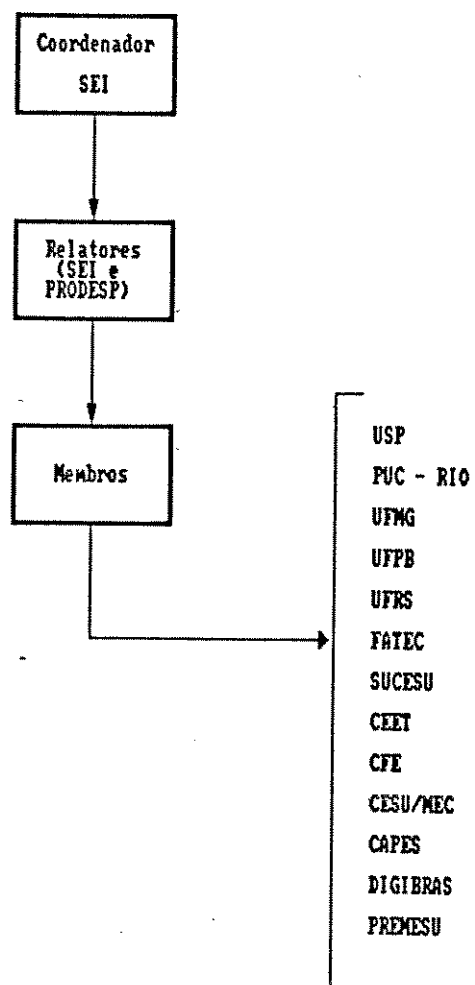 Coordenador
SEI
Relatores
(SEI e
PRODESP)
Membros
USP
PUC - RIO
UFMG
UFPB
UFRS
FATEC
SUCESU
CEET
CFE
CESU/MEC
CAPES
DIGIBRAS
PREMESU